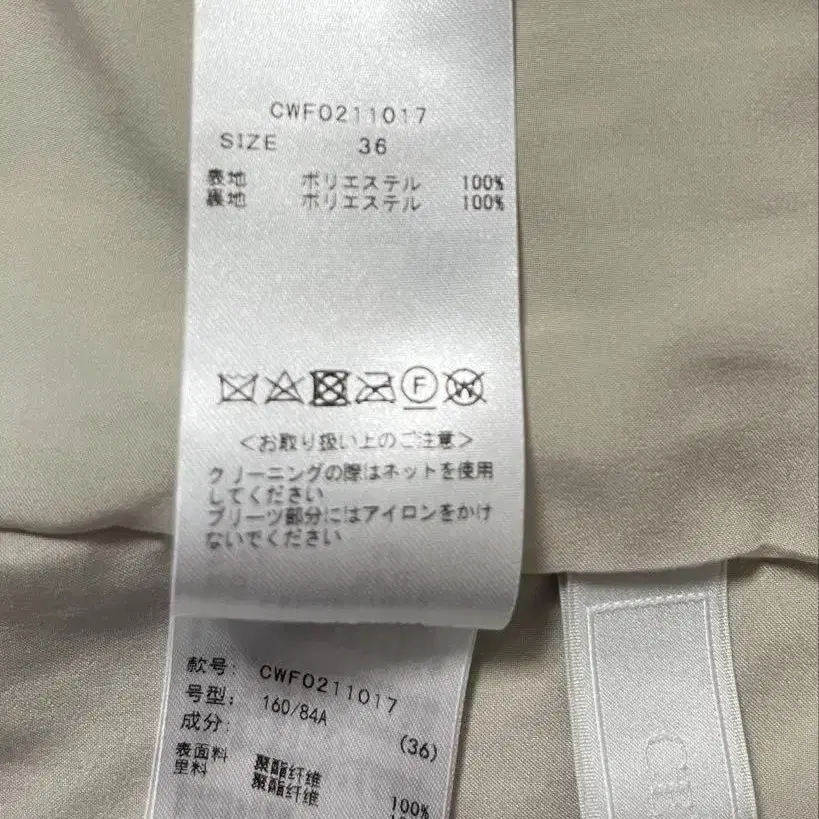 CWF0211017
SIZE 36
表地 ポリエステル 100%
裏地 ポリエステル 100%
F
W
<お取り扱い上のご注意>
クリーニングの際はネットを使用
してください
プリーツ部分にはアイロンをかけ
ないでください
款号: CWF0211017
号型: 160/84A
成分: (36)
表面料 聚酯纤维 100%
里料 聚酯纤维